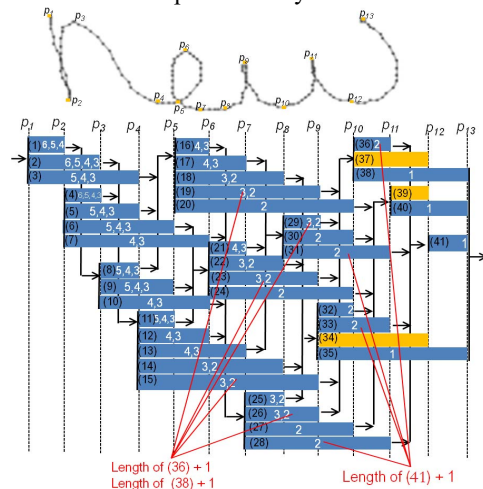 p1 p3 p13
p6 p11
p9
p2 p4 p5 p7 p8 p10 p12
p1 p2 p3 p4 p5 p6 p7 p8 p9 p10 p11 p12 p13
(1) 6,5,4 (16) 4,3 (36) 2
(2) 6,5,4,3 (17) 4,3 (37)
(3) 5,4,3 (18) 3,2 (38) 1
(4) (19) 3,2 (39)
(5) 5,4,3 (20) 2 (40) 1
(6) 5,4,3 (29) 3,2
(7) 4,3 (30) 2 (41) 1
(21) 4,3 (31) 2
(8) 5,4,3 (22) 3,2
(9) 5,4,3 (23) 3,2
(10) 4,3 (24) 2
(11) 5,4,3 (32) 2
(12) 4,3 (33) 2
(13) 4,3 (34)
(14) 3,2 (35) 1
(15) 3,2
(25) 3,2
(26) 3,2
(27) 2
(28) 2
Length of (36) + 1 Length of (41) + 1
Length of (38) + 1